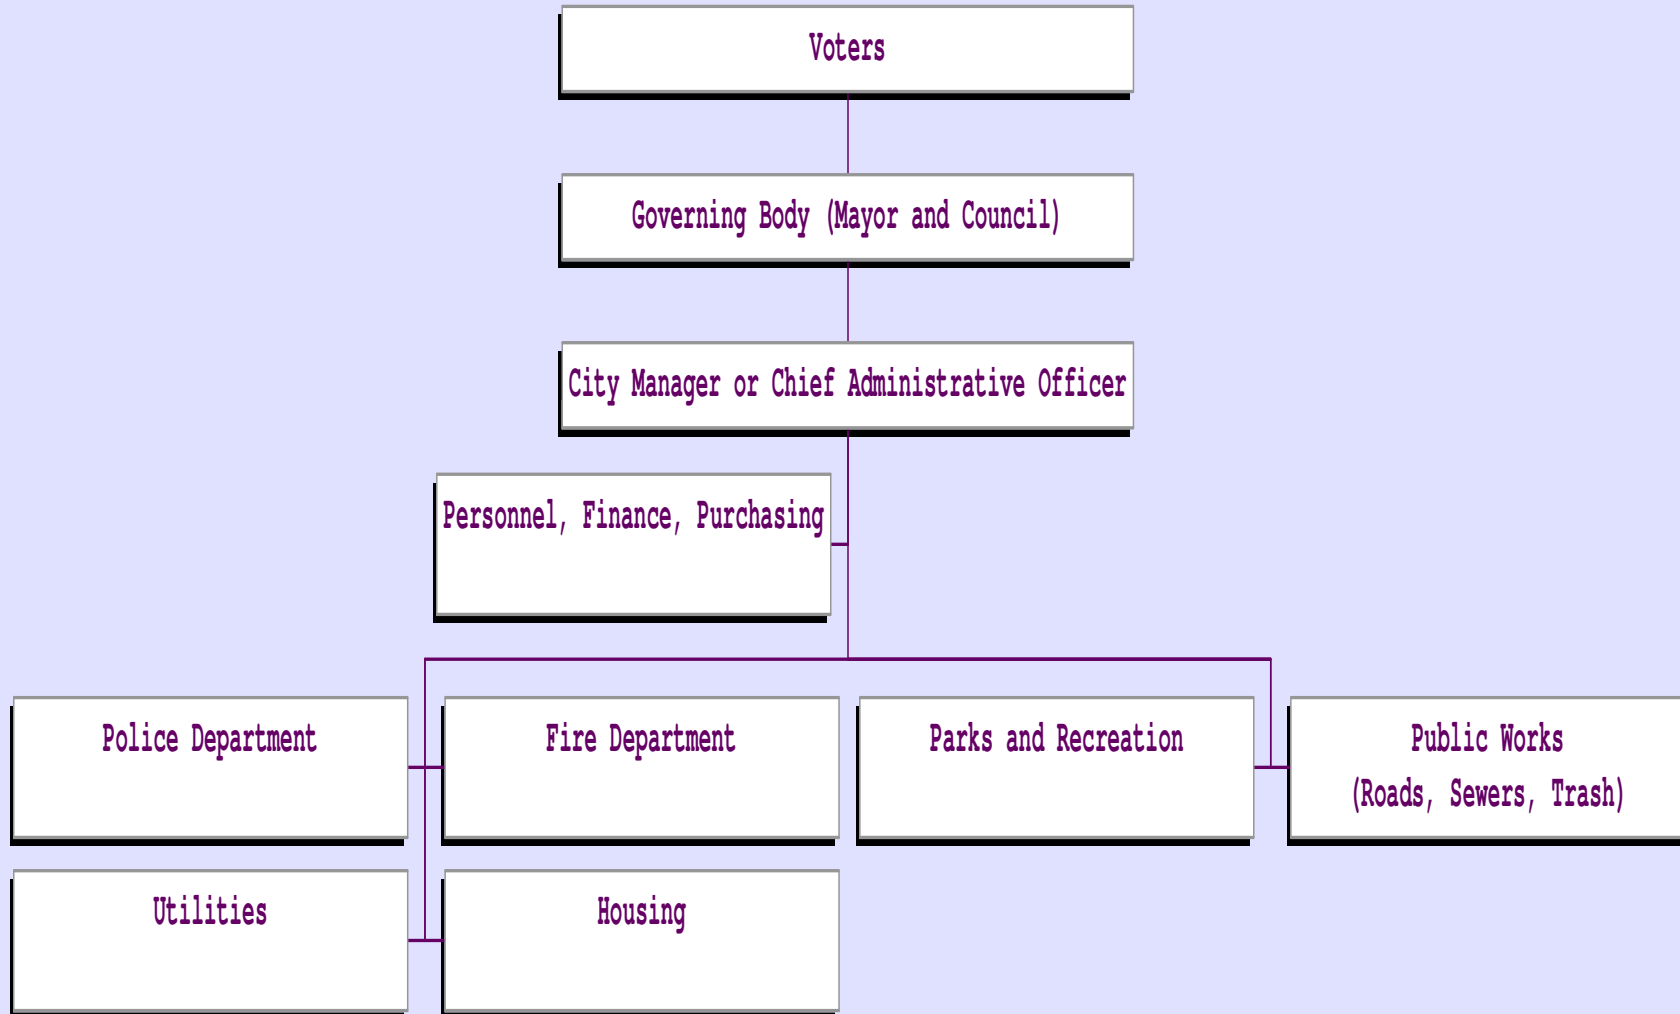 Voters
Governing Body (Mayor and Council)
City Manager or Chief Administrative Officer
Personnel, Finance, Purchasing
Police Department
Fire Department
Parks and Recreation
Public Works
(Roads, Sewers, Trash)
Utilities
Housing